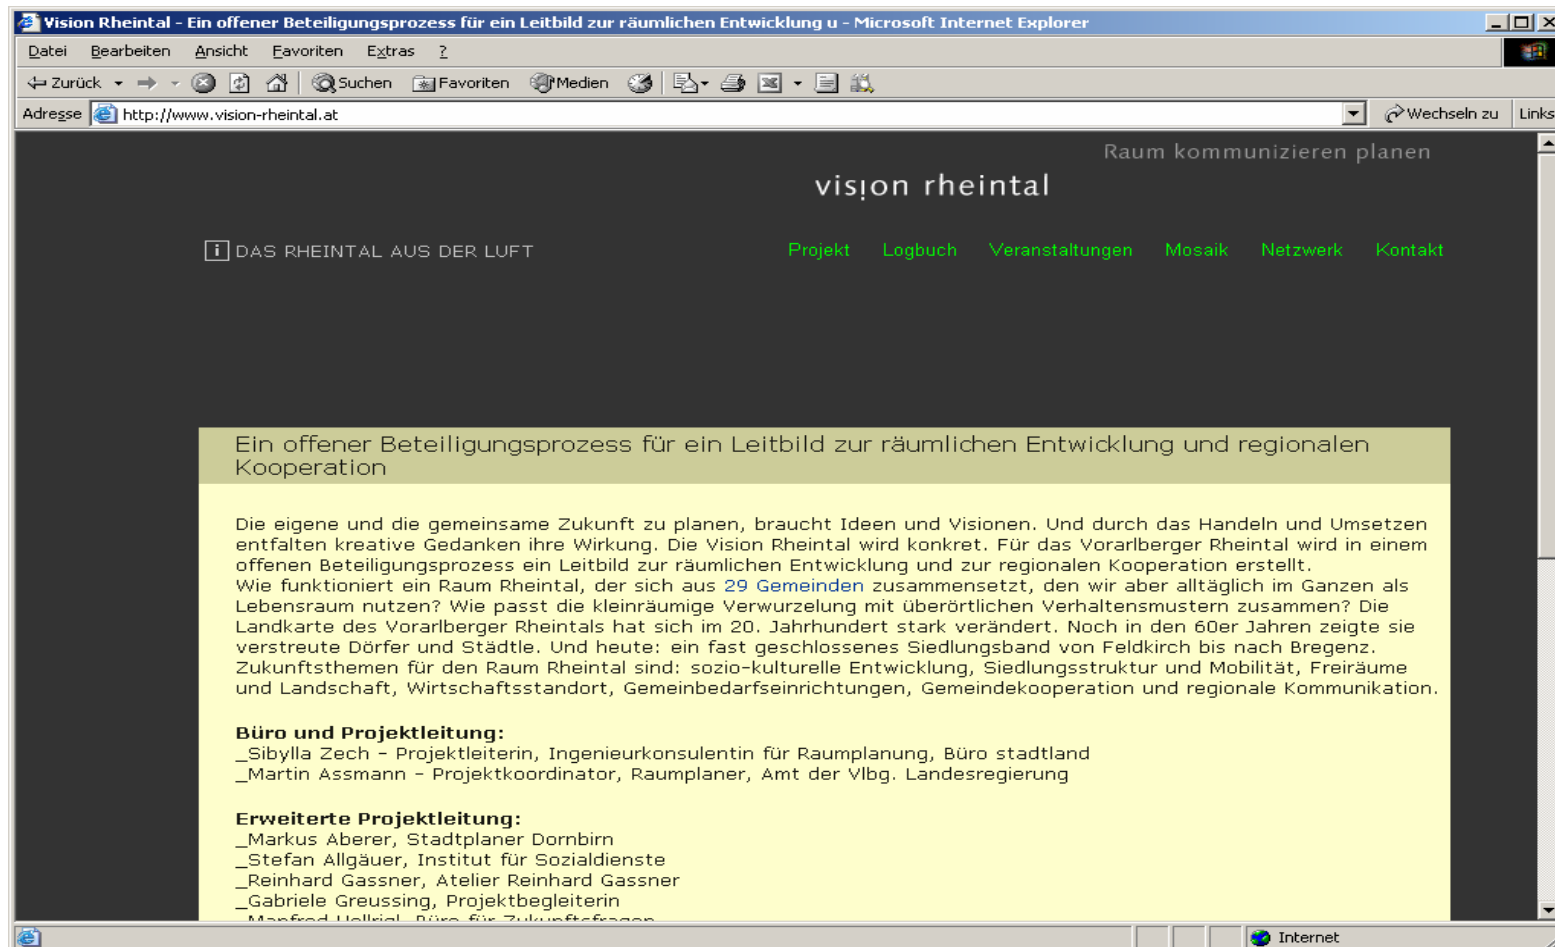 Vision Rheintal - Ein offener Beteiligungsprozess für ein Leitbild zur räumlichen Entwicklung u - Microsoft Internet Explorer
Datei Bearbeiten Ansicht Favoriten Extras ?
Zurück Suchen Favoriten Medien
Adresse http://www.vision-rheintal.at Wechseln zu Links
Raum kommunizieren planen
vision rheintal
i DAS RHEINTAL AUS DER LUFT Projekt Logbuch Veranstaltungen Mosaik Netzwerk Kontakt
Ein offener Beteiligungsprozess für ein Leitbild zur räumlichen Entwicklung und regionalen
Kooperation
Die eigene und die gemeinsame Zukunft zu planen, braucht Ideen und Visionen. Und durch das Handeln und Umsetzen
entfalten kreative Gedanken ihre Wirkung. Die Vision Rheintal wird konkret. Für das Vorarlberger Rheintal wird in einem
offenen Beteiligungsprozess ein Leitbild zur räumlichen Entwicklung und zur regionalen Kooperation erstellt.
Wie funktioniert ein Raum Rheintal, der sich aus 29 Gemeinden zusammensetzt, den wir aber alltäglich im Ganzen als
Lebensraum nutzen? Wie passt die kleinräumige Verwurzelung mit überörtlichen Verhaltensmustern zusammen? Die
Landkarte des Vorarlberger Rheintals hat sich im 20. Jahrhundert stark verändert. Noch in den 60er Jahren zeigte sie
verstreute Dörfer und Städtle. Und heute: ein fast geschlossenes Siedlungsband von Feldkirch bis nach Bregenz.
Zukunftsthemen für den Raum Rheintal sind: sozio-kulturelle Entwicklung, Siedlungsstruktur und Mobilität, Freiräume
und Landschaft, Wirtschaftsstandort, Gemeinbedarfseinrichtungen, Gemeindekooperation und regionale Kommunikation.
Büro und Projektleitung:
_Sibylla Zech – Projektleiterin, Ingenieurkonsulentin für Raumplanung, Büro stadtland
_Martin Assmann – Projektkoordinator, Raumplaner, Amt der Vlbg. Landesregierung
Erweiterte Projektleitung:
_Markus Aberer, Stadtplaner Dornbirn
_Stefan Allgäuer, Institut für Sozialdienste
_Reinhard Gassner, Atelier Reinhard Gassner
_Gabriele Greussing, Projektbegleiterin
_Manfred Hellrigl, Büro für Zukunftsfragen
Internet